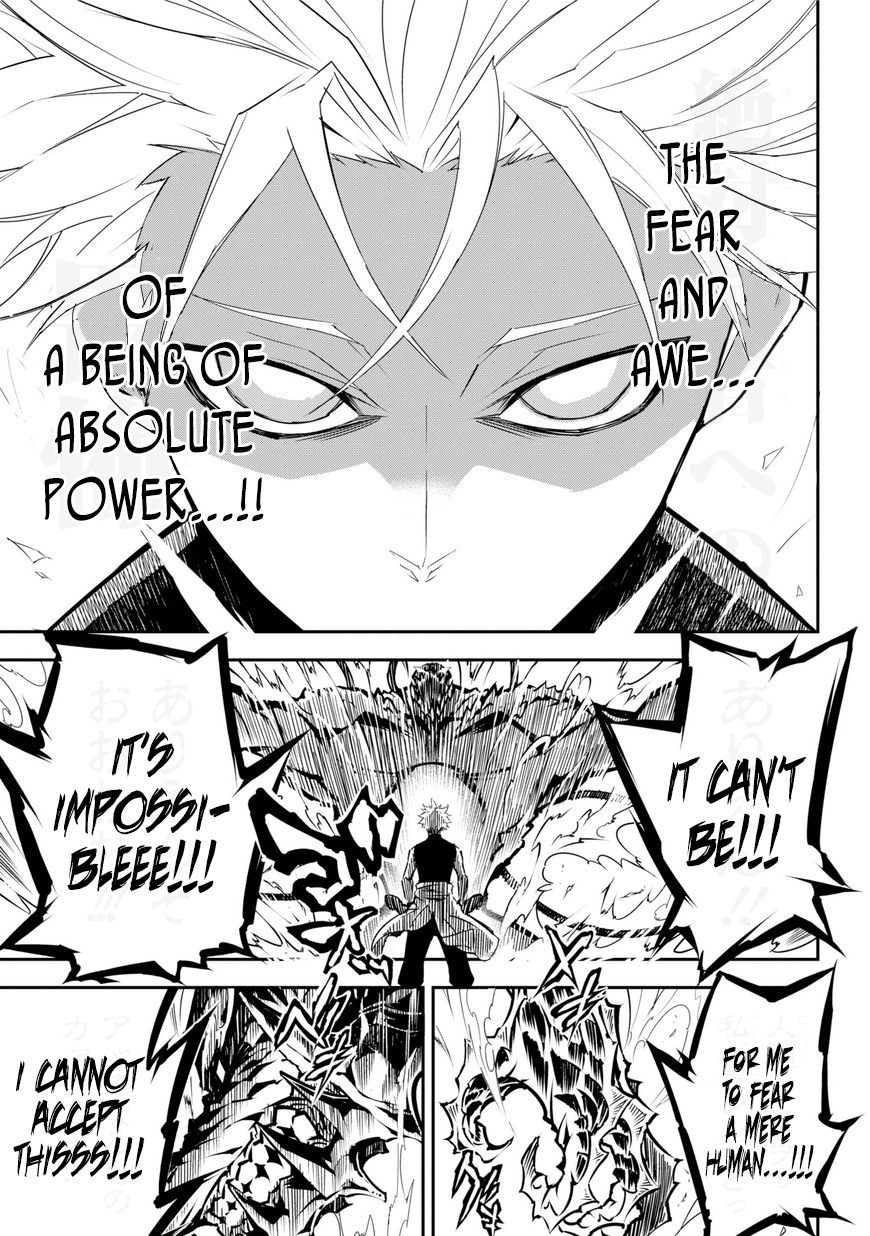 THE
FEAR
AND
AWE...
OF
A BEING OF
ABSOLUTE
POWER...!!
IT CAN'T
BE!!!
IT'S
IMPOSSI-
BLEEE!!!
FOR ME
TO FEAR
A MERE
HUMAN...!!!
I CANNOT
ACCEPT
THISSS!!!